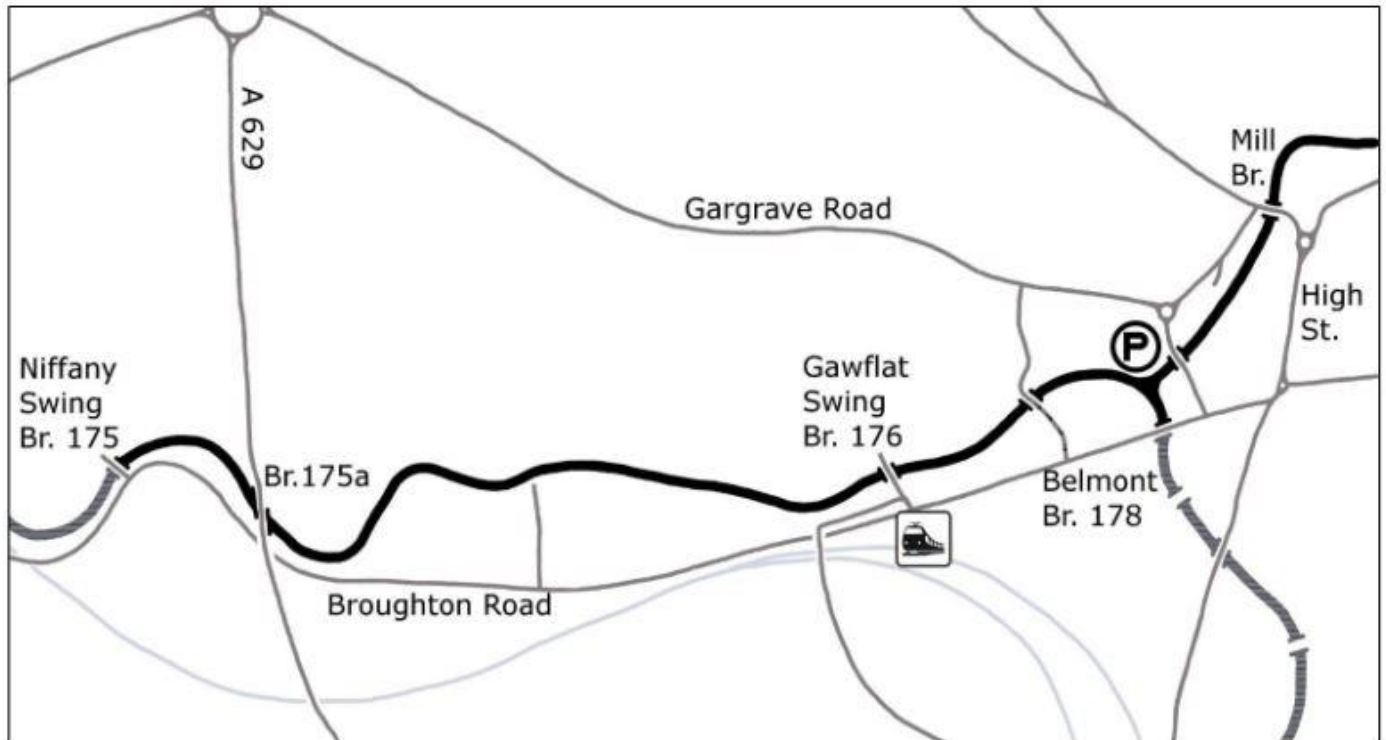 A 629
Mill
Br.
Gargrave Road
High
St.
P
Niffany
Swing
Br. 175
Gawflat
Swing
Br. 176
Br.175a
Belmont
Br. 178
Broughton Road